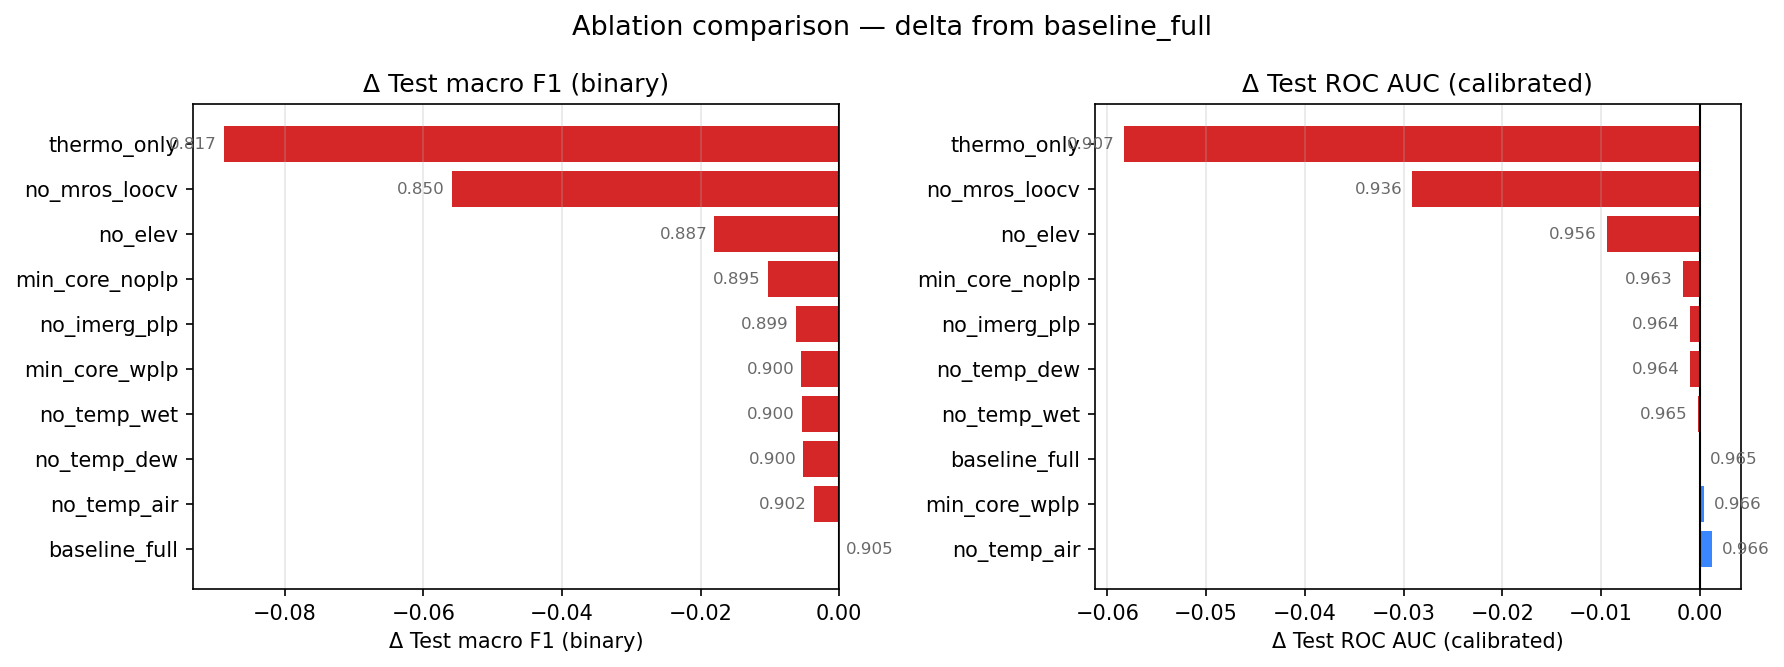 Ablation comparison — delta from baseline_full
Δ Test macro F1 (binary)
thermo_only
0.817
no_mros_loocv
0.850
no_elev
0.887
min_core_noplp
0.895
no_imerg_plp
0.899
min_core_wplp
0.900
no_temp_wet
0.900
no_temp_dew
0.900
no_temp_air
0.902
baseline_full
0.905
−0.08 −0.06 −0.04 −0.02 0.00
Δ Test macro F1 (binary)
Δ Test ROC AUC (calibrated)
thermo_only
0.907
no_mros_loocv
0.936
no_elev
0.956
min_core_noplp
0.963
no_imerg_plp
0.964
no_temp_dew
0.964
no_temp_wet
0.965
baseline_full
0.965
min_core_wplp
0.966
no_temp_air
0.966
−0.06 −0.05 −0.04 −0.03 −0.02 −0.01 0.00
Δ Test ROC AUC (calibrated)